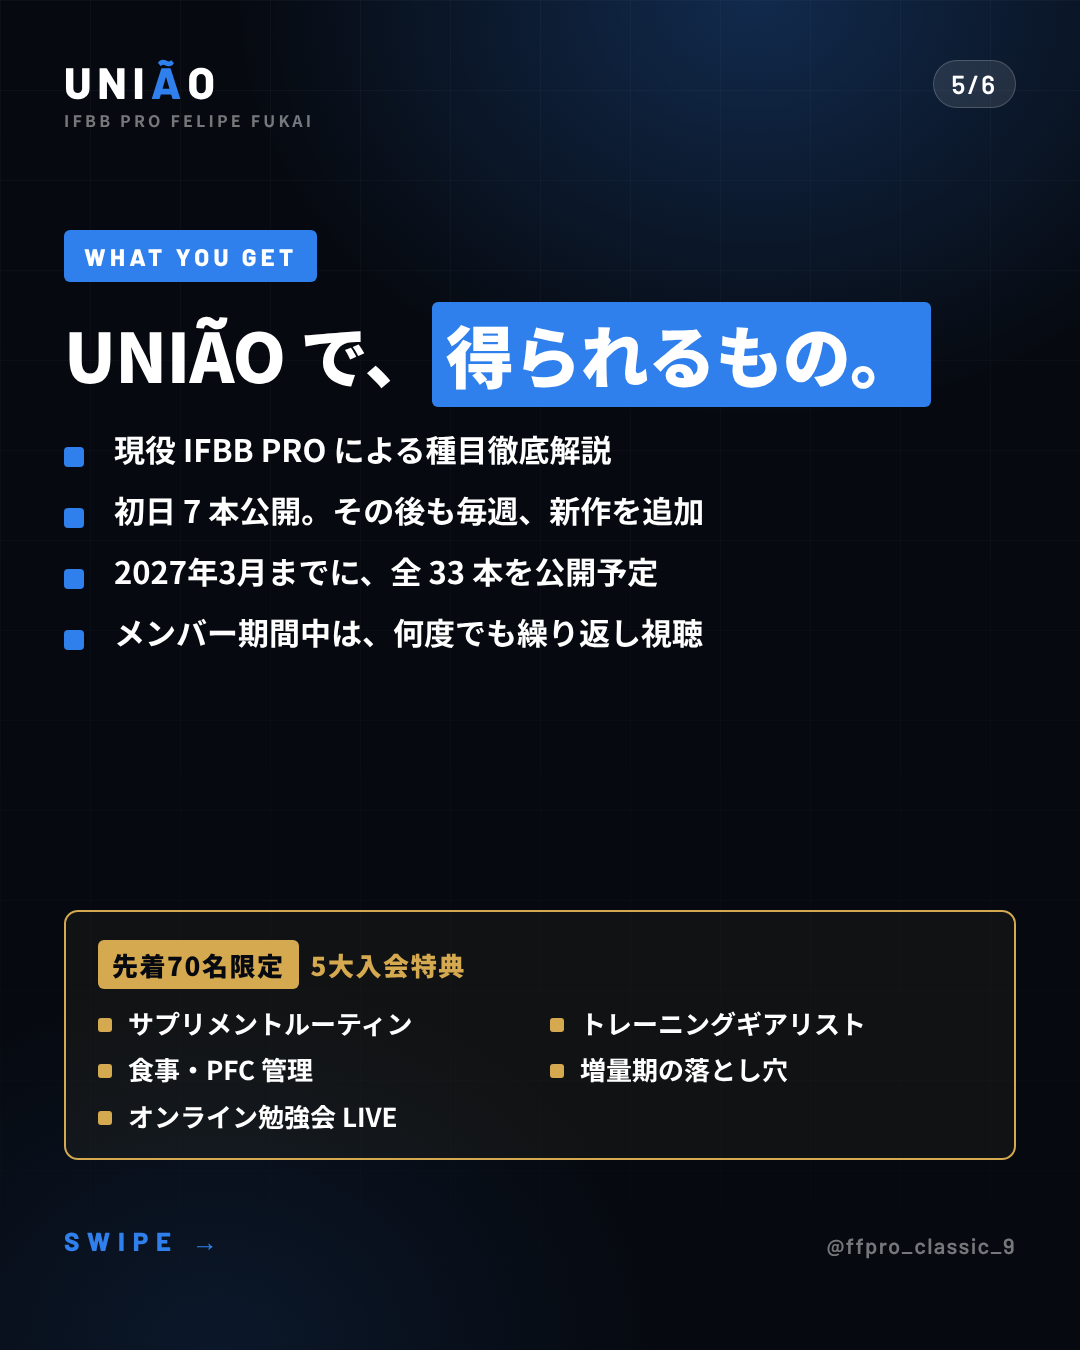 UNIÃO
IFBB PRO FELIPE FUKAI
5/6
WHAT YOU GET
UNIÃO で、得られるもの。
現役 IFBB PRO による種目徹底解説
初日 7 本公開。その後も毎週、新作を追加
2027年3月までに、全 33 本を公開予定
メンバー期間中は、何度でも繰り返し視聴
先着70名限定 5大入会特典
サプリメントルーティン
トレーニングギアリスト
食事・PFC 管理
増量期の落とし穴
オンライン勉強会 LIVE
SWIPE →
@ffpro_classic_9